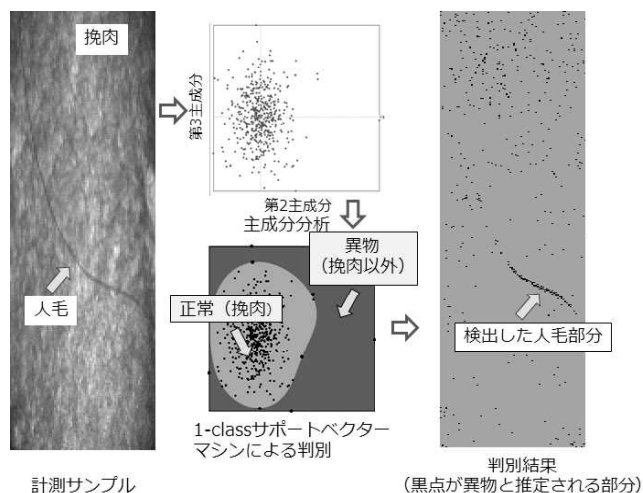 挽肉
人毛
計測サンプル
第3主成分
第2主成分
主成分分析
異物
（挽肉以外）
正常（挽肉）
1-classサポートベクター
マシンによる判別
検出した人毛部分
判別結果
（黒点が異物と推定される部分）